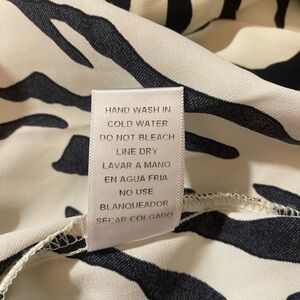 HAND WASH IN
COLD WATER
DO NOT BLEACH
LINE DRY
LAVAR A MANO
EN AGUA FRIA
NO USE
BLANQUEADOR
SECAR COLGADO